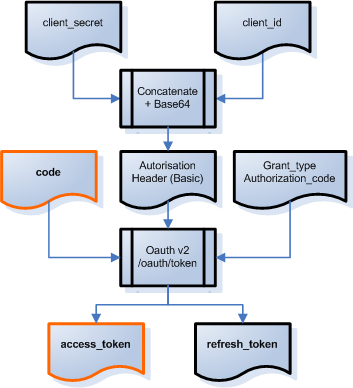 client_secret
client_id
Concatenate
+ Base64
code
Autorisation
Header (Basic)
Grant_type
Authorization_code
Oauth v2
/oauth/token
access_token
refresh_token